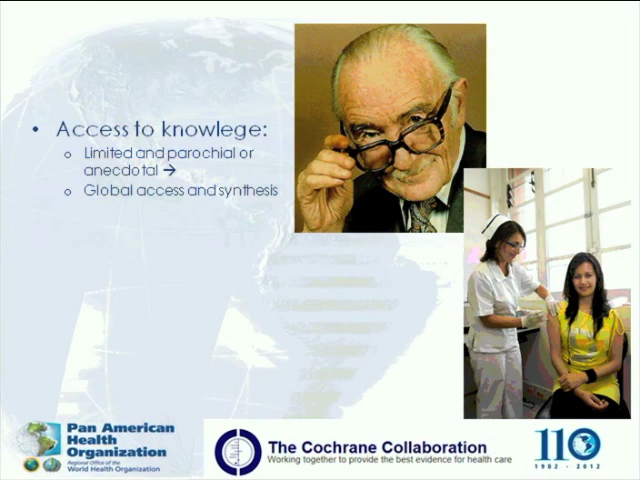 • Access to knowlege:
o Limited and parochial or
anecdotal →
o Global access and synthesis
Pan American
Health
Organization
Regional Office of the
World Health Organization
The Cochrane Collaboration
Working together to provide the best evidence for health care
110
1902 - 2012